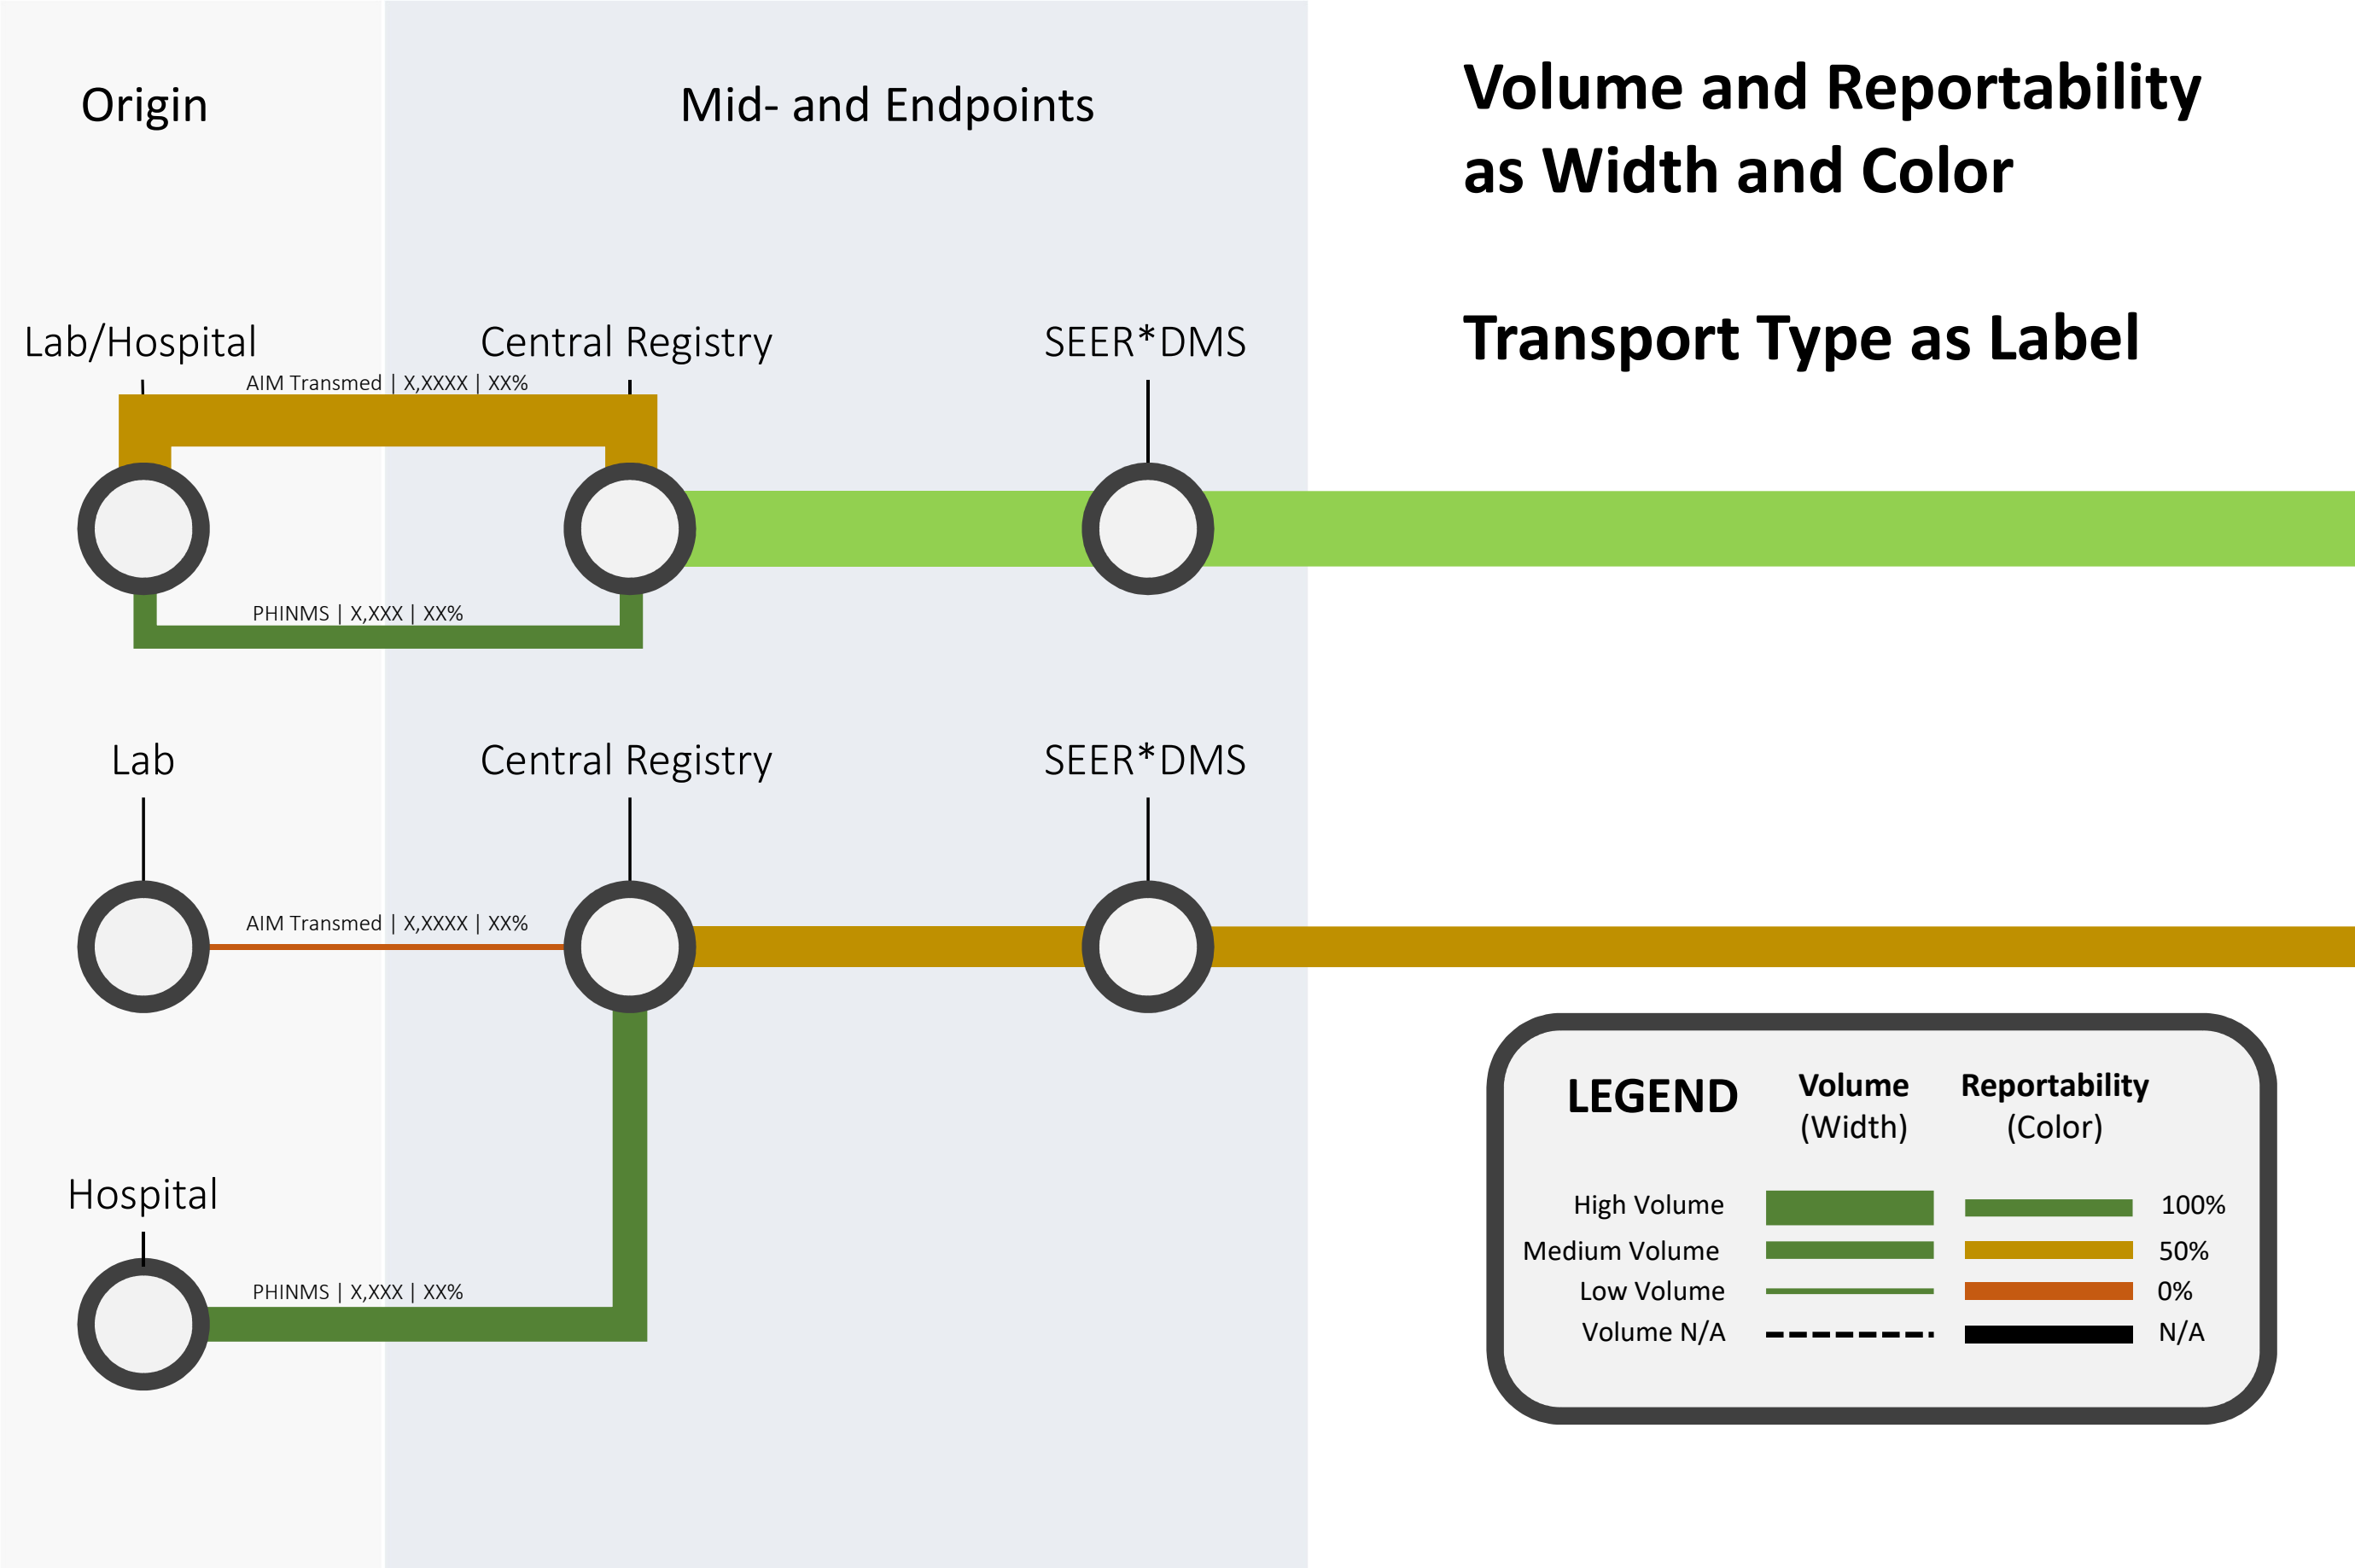 Origin
Mid- and Endpoints
Volume and Reportability
as Width and Color
Transport Type as Label
Lab/Hospital
Central Registry
SEER*DMS
AIM Transmed | X,XXXX | XX%
PHINMS | X,XXX | XX%
Lab
Central Registry
SEER*DMS
AIM Transmed | X,XXXX | XX%
Hospital
PHINMS | X,XXX | XX%
LEGEND
Volume
(Width)
Reportability
(Color)
High Volume
100%
Medium Volume
50%
Low Volume
0%
Volume N/A
N/A